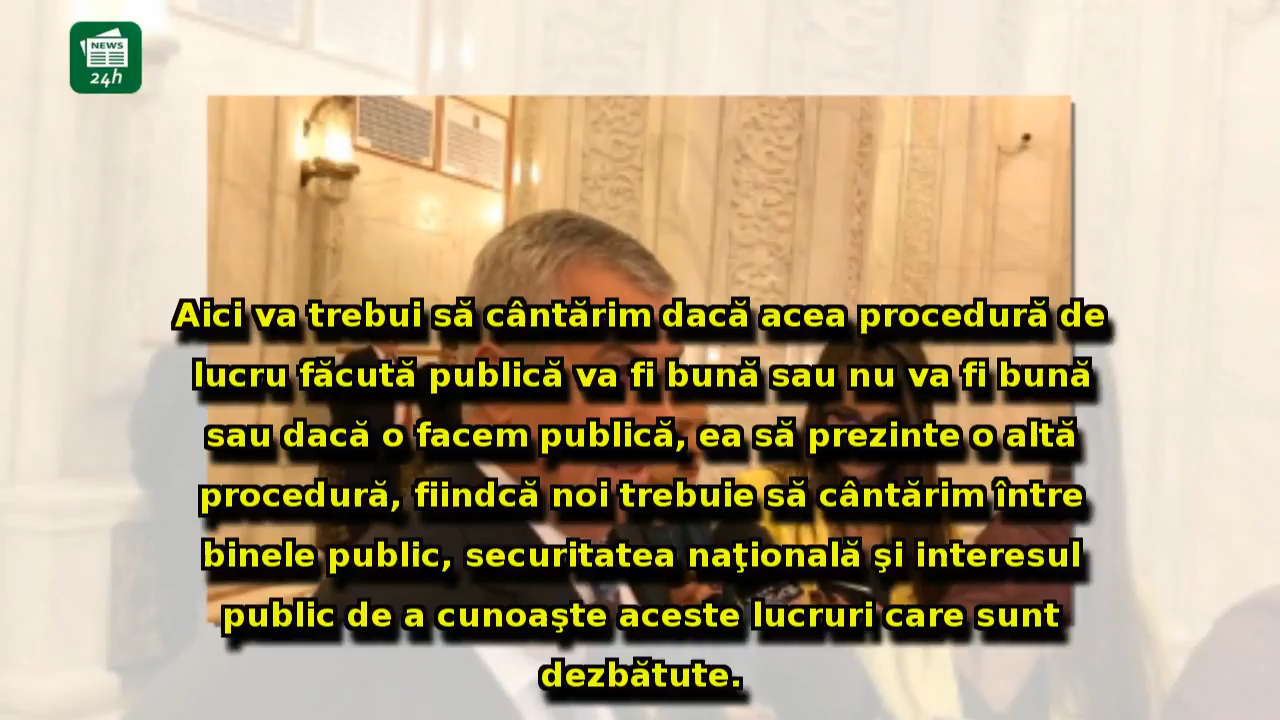 NEWS
24h
Aici va trebui să cântărim dacă acea procedură de
lucru făcută publică va fi bună sau nu va fi bună
sau dacă o facem publică, ea să prezinte o altă
procedură, fiindcă noi trebuie să cântărim între
binele public, securitatea naţională şi interesul
public de a cunoaşte aceste lucruri care sunt
dezbătute.